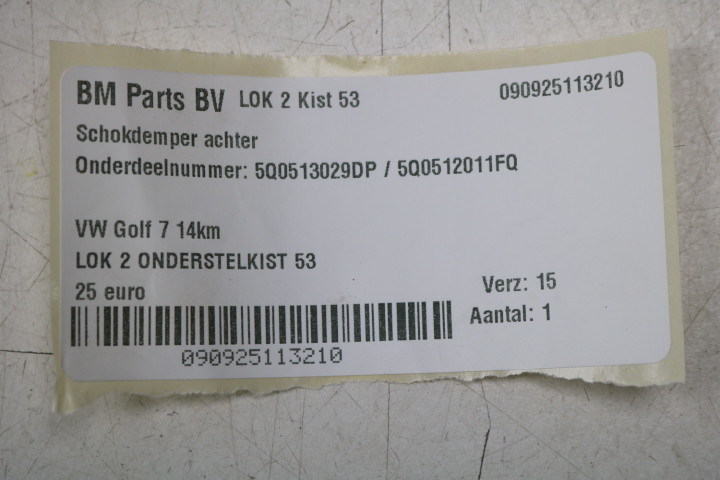 BM Parts BV LOK 2 Kist 53 090925113210
Schokdemper achter
Onderdeelnummer: 5Q0513029DP / 5Q0512011FQ
VW Golf 7 14km
LOK 2 ONDERSTELKIST 53
25 euro Verz: 15
Aantal: 1
090925113210